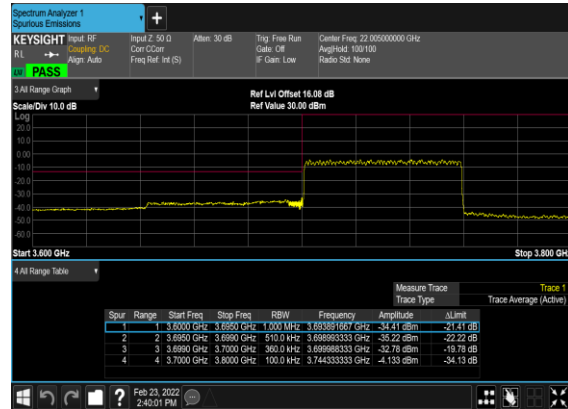 Spectrum Analyzer 1
Spurious Emissions
+
KEYSIGHT Input: RF Input Z: 50 Ω Atten: 30 dB Trig: Free Run Center Freq: 22.005000000 GHz
RL Coupling: DC Corr CCorr Gate: Off Avg|Hold: 100/100
Align: Auto Freq Ref: Int (S) IF Gain: Low Radio Std: None
LW PASS
3 All Range Graph
Ref Lvl Offset 16.08 dB
Scale/Div 10.0 dB Ref Value 30.00 dBm
Log
20.0
10.0
0.00
-10.0
-20.0
-30.0
-40.0
-50.0
-60.0
Start 3.600 GHz Stop 3.800 GHz
4 All Range Table
Measure Trace Trace 1
Trace Type Trace Average (Active)
Spur Range Start Freq Stop Freq RBW Frequency Amplitude ΔLimit
1 1 3.6000 GHz 3.6950 GHz 1.000 MHz 3.693891667 GHz -34.41 dBm -21.41 dB
2 2 3.6950 GHz 3.6990 GHz 510.0 kHz 3.698993333 GHz -35.22 dBm -22.22 dB
3 3 3.6990 GHz 3.7000 GHz 360.0 kHz 3.699988333 GHz -32.78 dBm -19.78 dB
4 4 3.7000 GHz 3.8000 GHz 100.0 kHz 3.744333333 GHz -4.133 dBm -34.13 dB
? Feb 23, 2022
2:40:01 PM